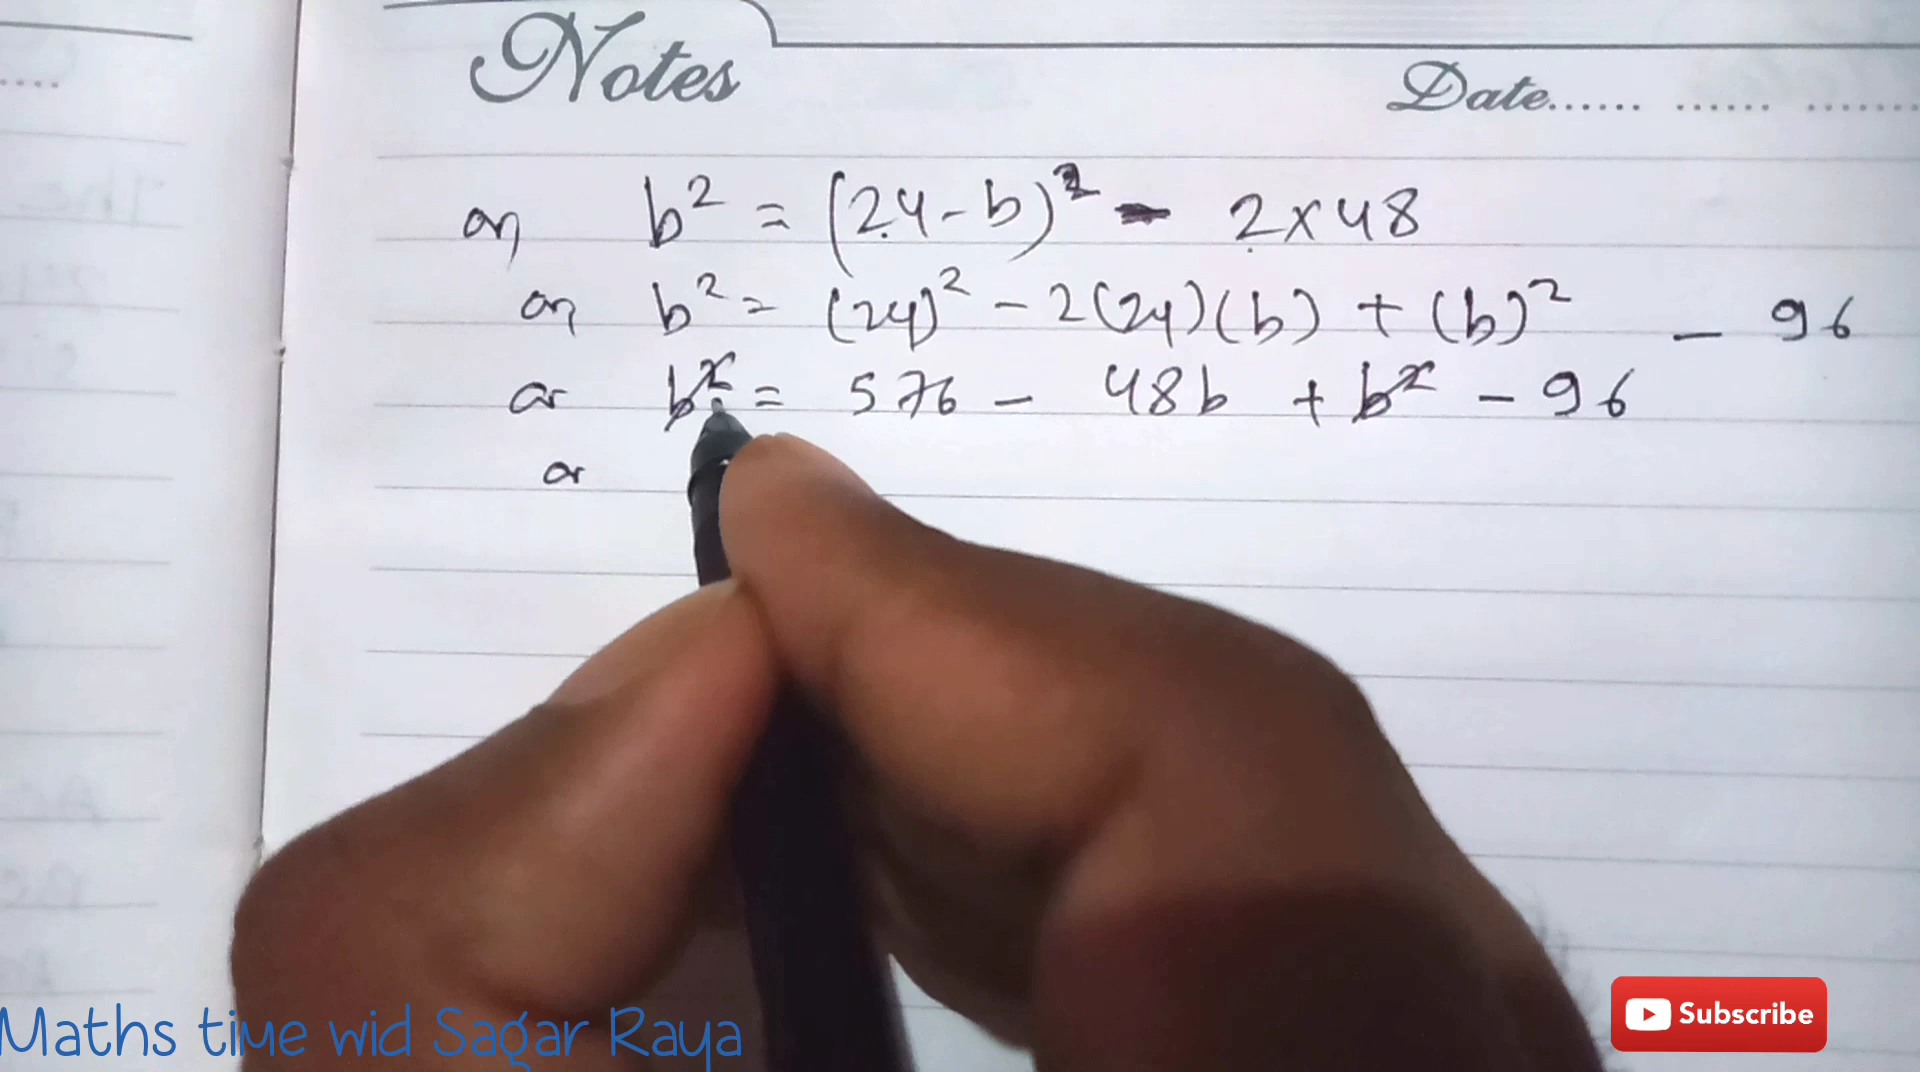 Notes
Date...... ...... .......
or b² = (24-b)² - 2×48
or b² = (24)² - 2(24)(b) + (b)² - 96
or b² = 576 - 48b + b² - 96
or
Maths time wid Sagar Raya
Subscribe